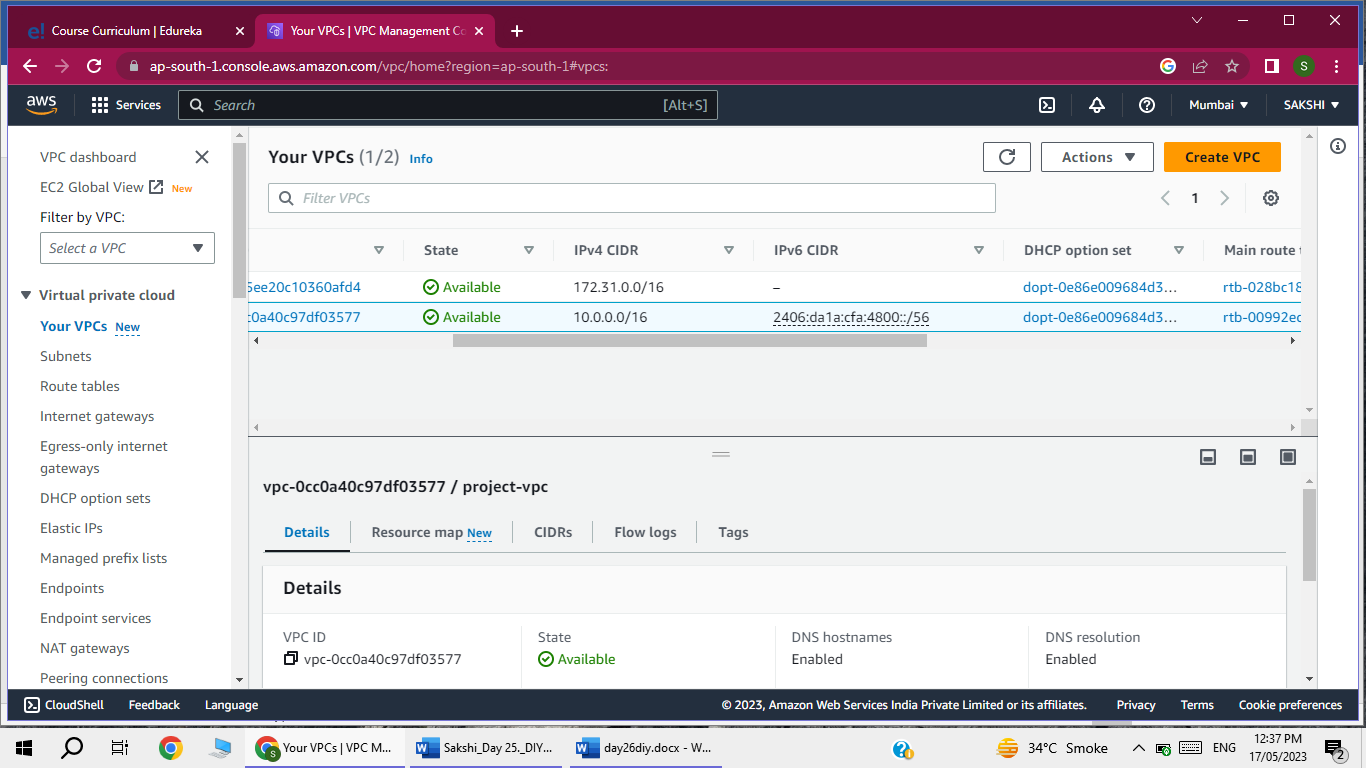 e! Course Curriculum | Edureka
Your VPCs | VPC Management Co
ap-south-1.console.aws.amazon.com/vpc/home?region=ap-south-1#vpcs:
S
aws
Services
Search
[Alt+S]
Mumbai
SAKSHI
VPC dashboard
EC2 Global View
New
Filter by VPC:
Select a VPC
Virtual private cloud
Your VPCs New
Subnets
Route tables
Internet gateways
Egress-only internet
gateways
DHCP option sets
Elastic IPs
Managed prefix lists
Endpoints
Endpoint services
NAT gateways
Peering connections
Your VPCs (1/2) Info
Actions
Create VPC
Filter VPCs
1
State IPv4 CIDR IPv6 CIDR DHCP option set Main route t
5ee20c10360afd4 Available 172.31.0.0/16 – dopt-0e86e009684d3... rtb-028bc18
c0a40c97df03577 Available 10.0.0.0/16 2406:da1a:cfa:4800::/56 dopt-0e86e009684d3... rtb-00992ec
vpc-0cc0a40c97df03577 / project-vpc
Details Resource map New CIDRs Flow logs Tags
Details
VPC ID State DNS hostnames DNS resolution
vpc-0cc0a40c97df03577 Available Enabled Enabled
CloudShell Feedback Language © 2023, Amazon Web Services India Private Limited or its affiliates. Privacy Terms Cookie preferences
S Your VPCs | VPC M... Sakshi_Day 25._DIY... day26diy.docx - W... 34°C Smoke ENG
12:37 PM
17/05/2023
2